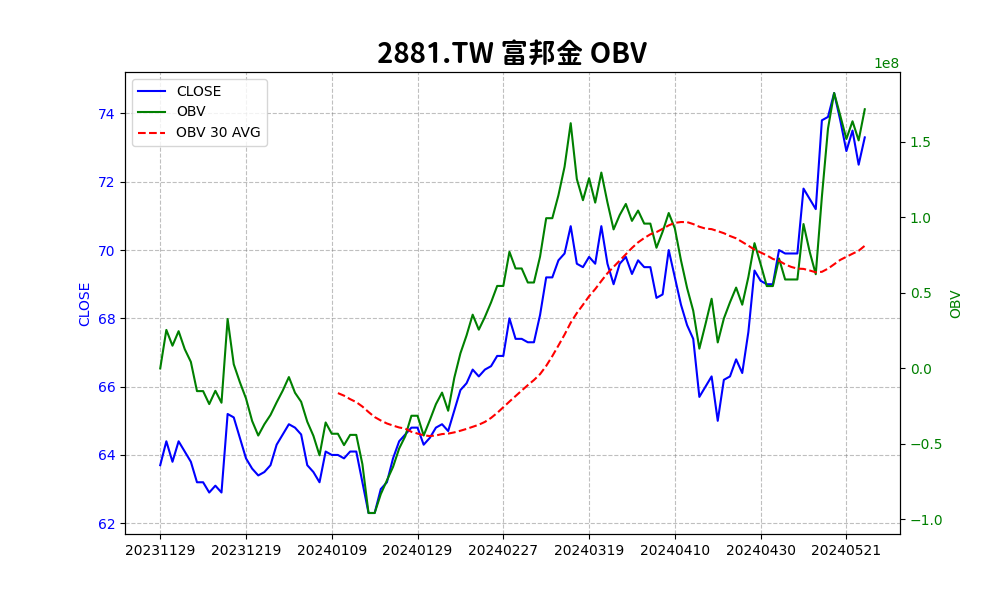 2881.TW 富邦金 OBV
1e8
CLOSE
OBV
OBV 30 AVG
74
72
70
68
66
64
62
CLOSE
1.5
1.0
0.5
0.0
−0.5
−1.0
OBV
20231129 20231219 20240109 20240129 20240227 20240319 20240410 20240430 20240521